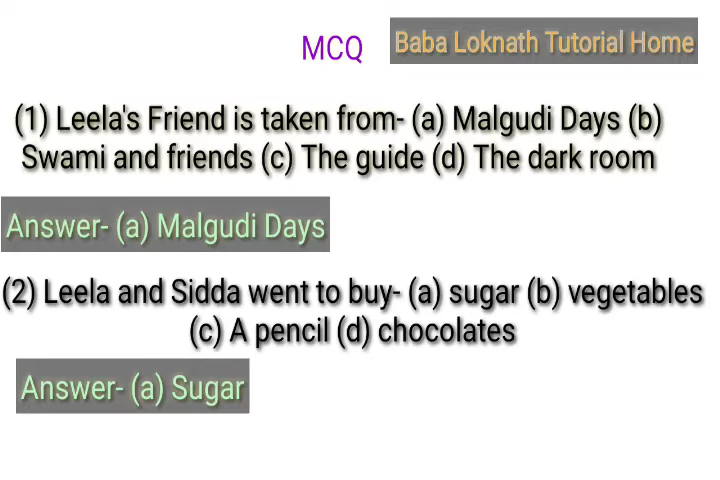 MCQ
Baba Loknath Tutorial Home
(1) Leela's Friend is taken from- (a) Malgudi Days (b)
Swami and friends (c) The guide (d) The dark room
Answer- (a) Malgudi Days
(2) Leela and Sidda went to buy- (a) sugar (b) vegetables
(c) A pencil (d) chocolates
Answer- (a) Sugar